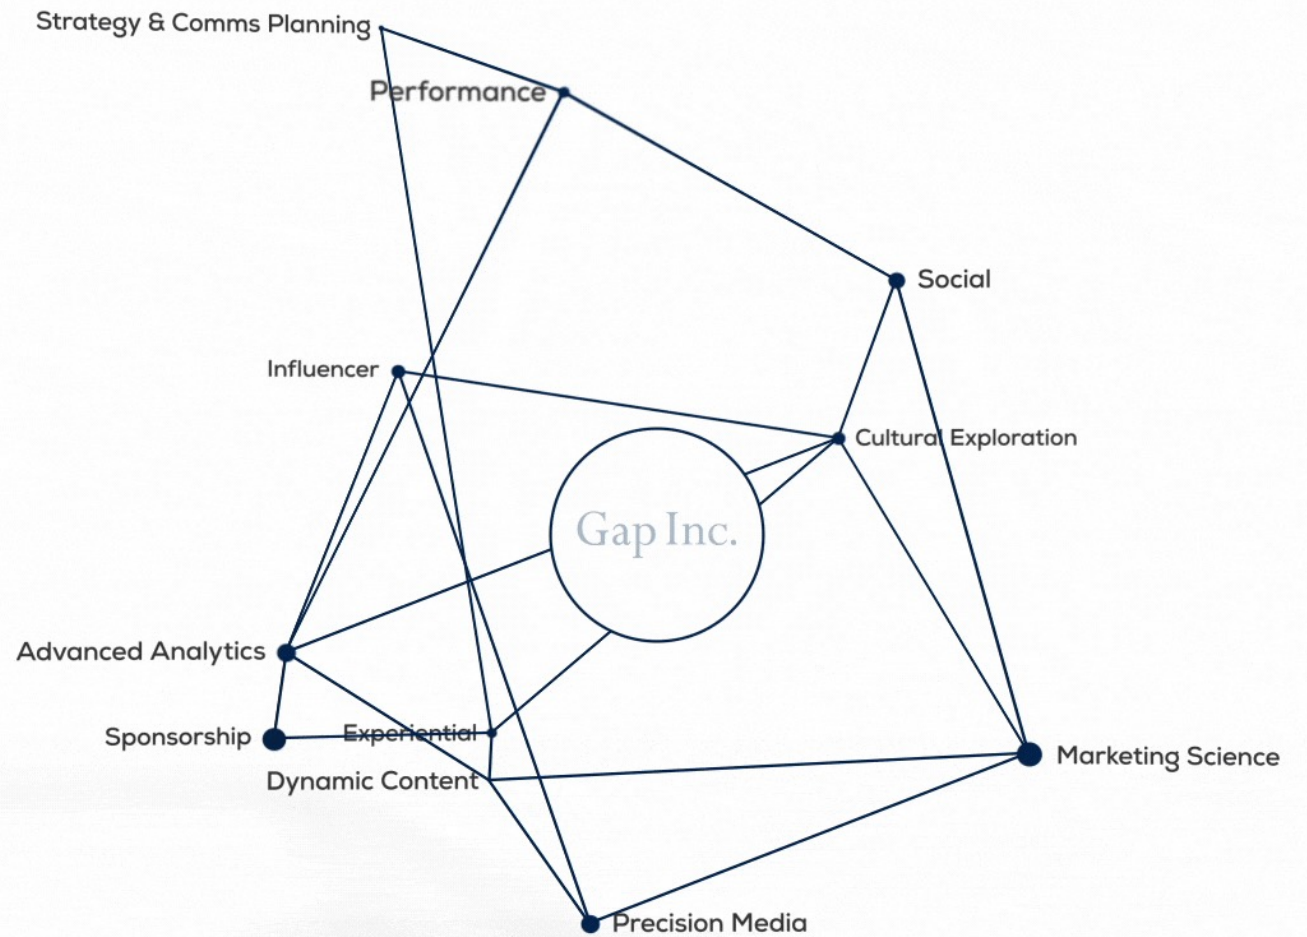 Strategy & Comms Planning
Performance
Social
Influencer
Cultural Exploration
Gap Inc.
Advanced Analytics
Sponsorship
Experiential
Dynamic Content
Marketing Science
Precision Media